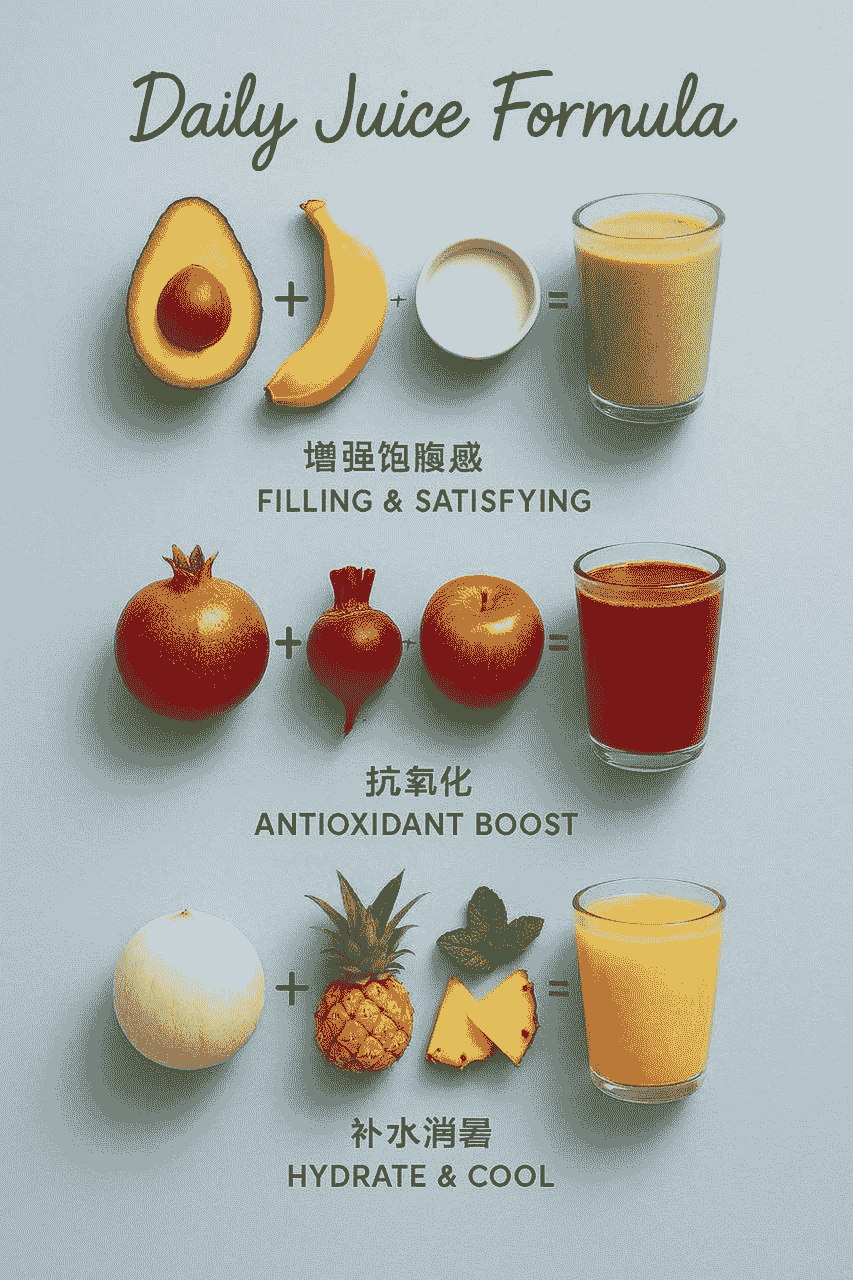 Daily Juice Formula
+ + =
增强饱腹感
FILLING & SATISFYING
+ + =
抗氧化
ANTIOXIDANT BOOST
+ =
补水消暑
HYDRATE & COOL